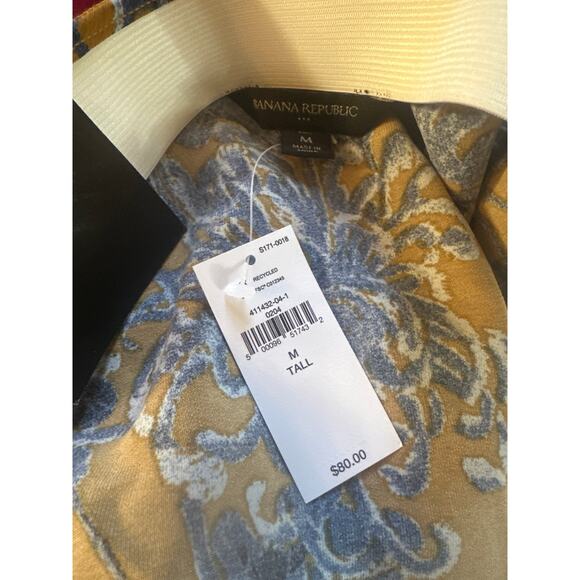 BANANA REPUBLIC
M
MADE IN
S171-0018
RECYCLED
411432-04-1
0204
5 00096 51743 2
M
TALL
$80.00